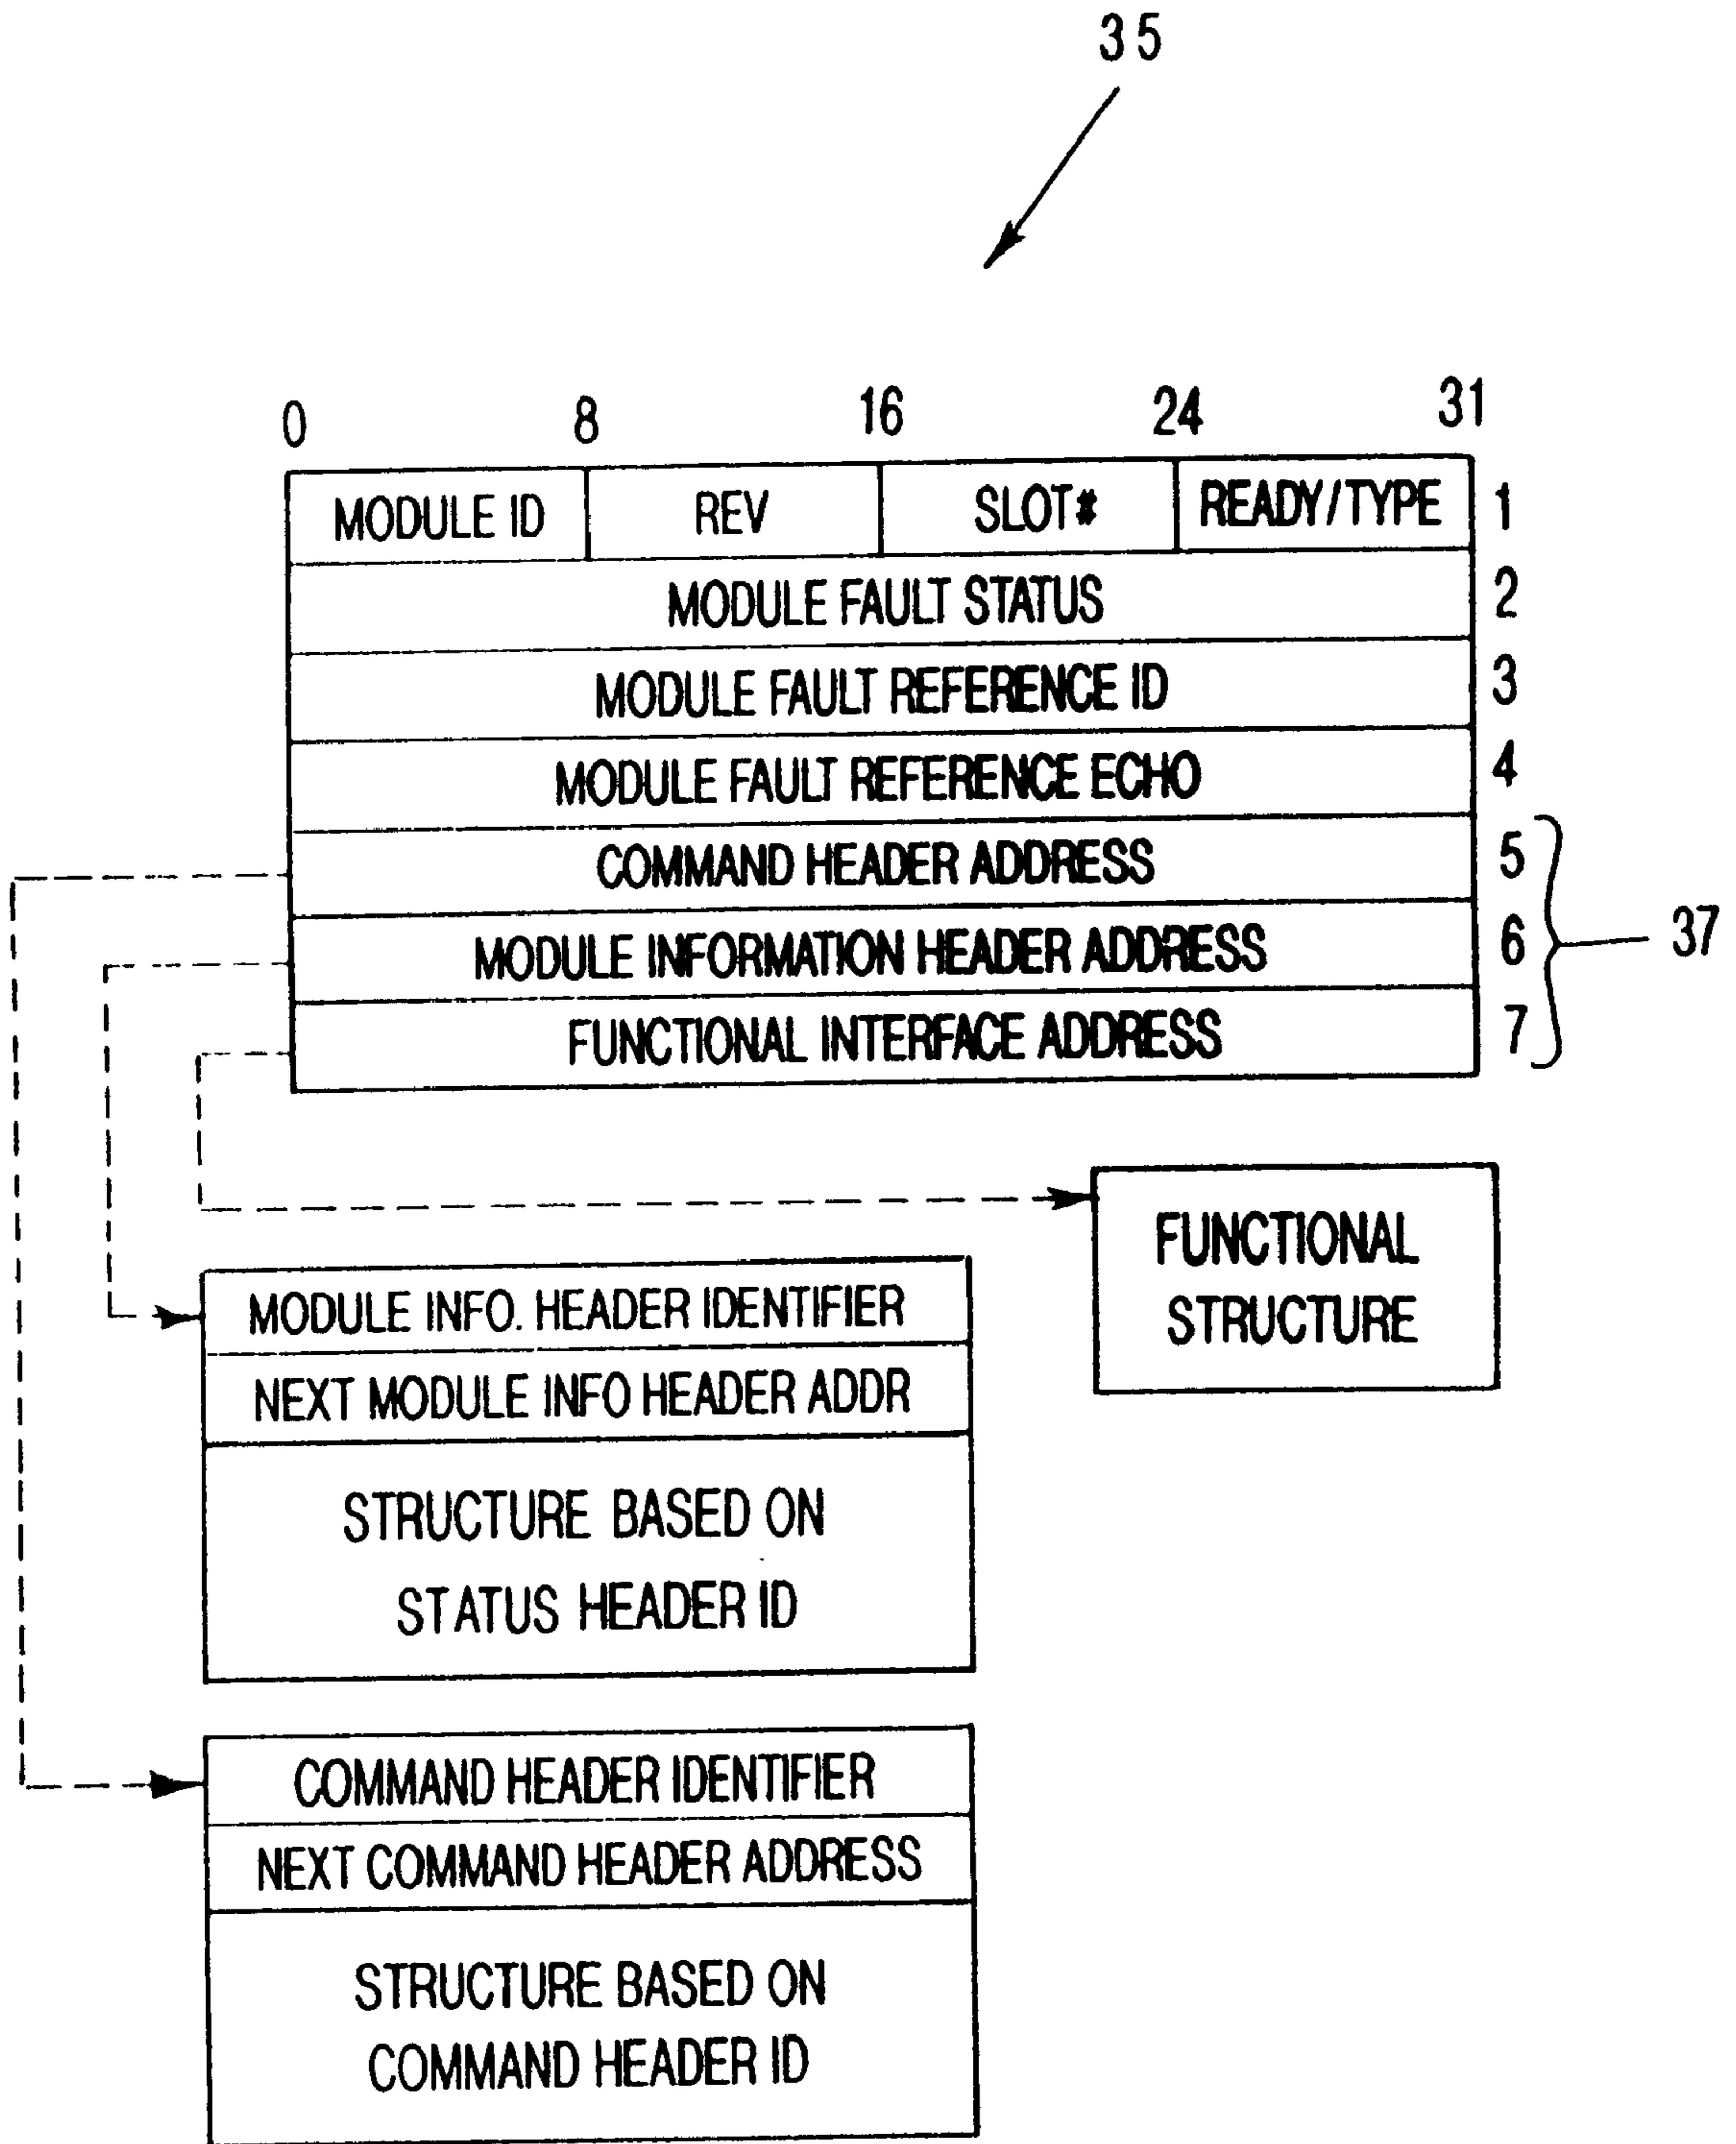 35
0 8 16 24 31
MODULE ID REV SLOT# READY/TYPE 1
MODULE FAULT STATUS 2
MODULE FAULT REFERENCE ID 3
MODULE FAULT REFERENCE ECHO 4
COMMAND HEADER ADDRESS 5
MODULE INFORMATION HEADER ADDRESS 6
37
FUNCTIONAL INTERFACE ADDRESS 7
FUNCTIONAL
STRUCTURE
MODULE INFO. HEADER IDENTIFIER
NEXT MODULE INFO HEADER ADDR
STRUCTURE BASED ON
STATUS HEADER ID
COMMAND HEADER IDENTIFIER
NEXT COMMAND HEADER ADDRESS
STRUCTURE BASED ON
COMMAND HEADER ID